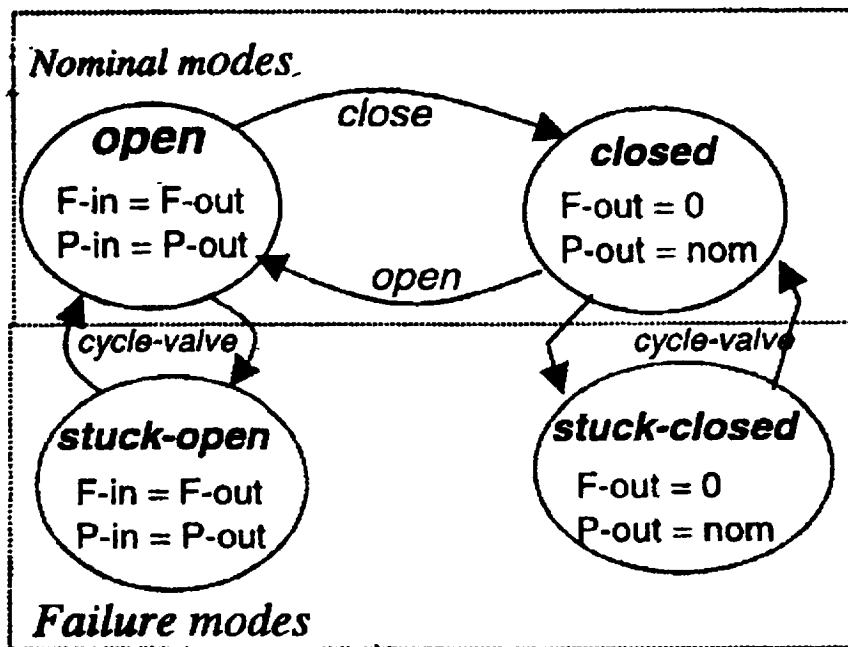 Nominal modes
close
open
F-in = F-out
P-in = P-out
closed
F-out = 0
P-out = nom
open
cycle-valve
cycle-valve
stuck-open
F-in = F-out
P-in = P-out
stuck-closed
F-out = 0
P-out = nom
Failure modes